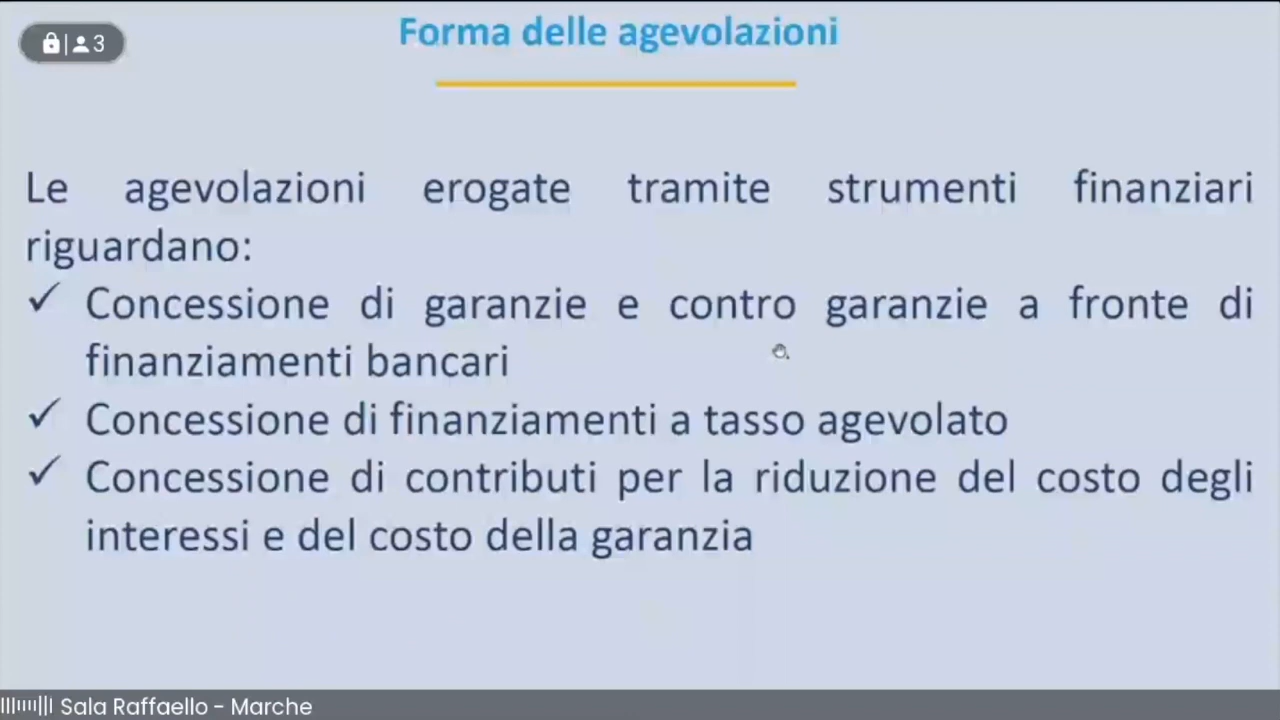 3
Forma delle agevolazioni
Le agevolazioni erogate tramite strumenti finanziari
riguardano:
✓ Concessione di garanzie e contro garanzie a fronte di
finanziamenti bancari
✓ Concessione di finanziamenti a tasso agevolato
✓ Concessione di contributi per la riduzione del costo degli
interessi e del costo della garanzia
Sala Raffaello - Marche